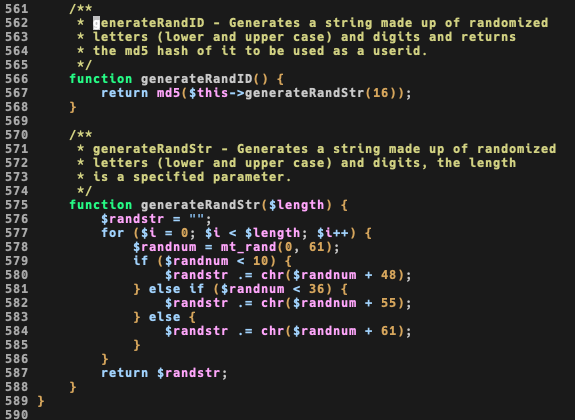 561     /**
562      * generateRandID - Generates a string made up of randomized
563      * letters (lower and upper case) and digits and returns
564      * the md5 hash of it to be used as a userid.
565      */
566     function generateRandID() {
567         return md5($this->generateRandStr(16));
568     }
569
570     /**
571      * generateRandStr - Generates a string made up of randomized
572      * letters (lower and upper case) and digits, the length
573      * is a specified parameter.
574      */
575     function generateRandStr($length) {
576         $randstr = "";
577         for ($i = 0; $i < $length; $i++) {
578             $randnum = mt_rand(0, 61);
579             if ($randnum < 10) {
580                 $randstr .= chr($randnum + 48);
581             } else if ($randnum < 36) {
582                 $randstr .= chr($randnum + 55);
583             } else {
584                 $randstr .= chr($randnum + 61);
585             }
586         }
587         return $randstr;
588     }
589 }
590